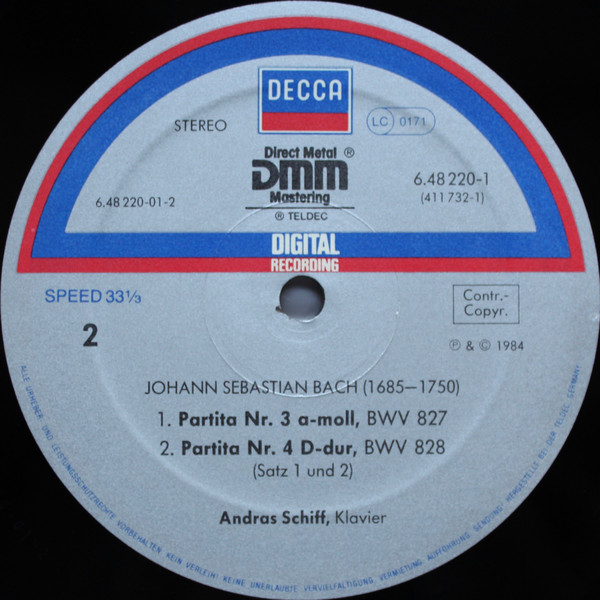 DECCA
STEREO
LC 0171
Direct Metal ®
DMM
Mastering
® TELDEC
6.48 220-01-2
6.48 220-1
(411 732-1)
DIGITAL
RECORDING
SPEED 33⅓
Contr.-
Copyr.
2
℗ & © 1984
JOHANN SEBASTIAN BACH (1685–1750)
1. Partita Nr. 3 a-moll, BWV 827
2. Partita Nr. 4 D-dur, BWV 828
(Satz 1 und 2)
Andras Schiff, Klavier
ALLE URHEBER- UND LEISTUNGSSCHUTZRECHTE VORBEHALTEN · KEIN VERLEIH! · KEINE UNERLAUBTE VERVIELFÄLTIGUNG, VERMIETUNG, AUFFÜHRUNG, SENDUNG · HERGESTELLT BEI DER TELDEC, GERMANY